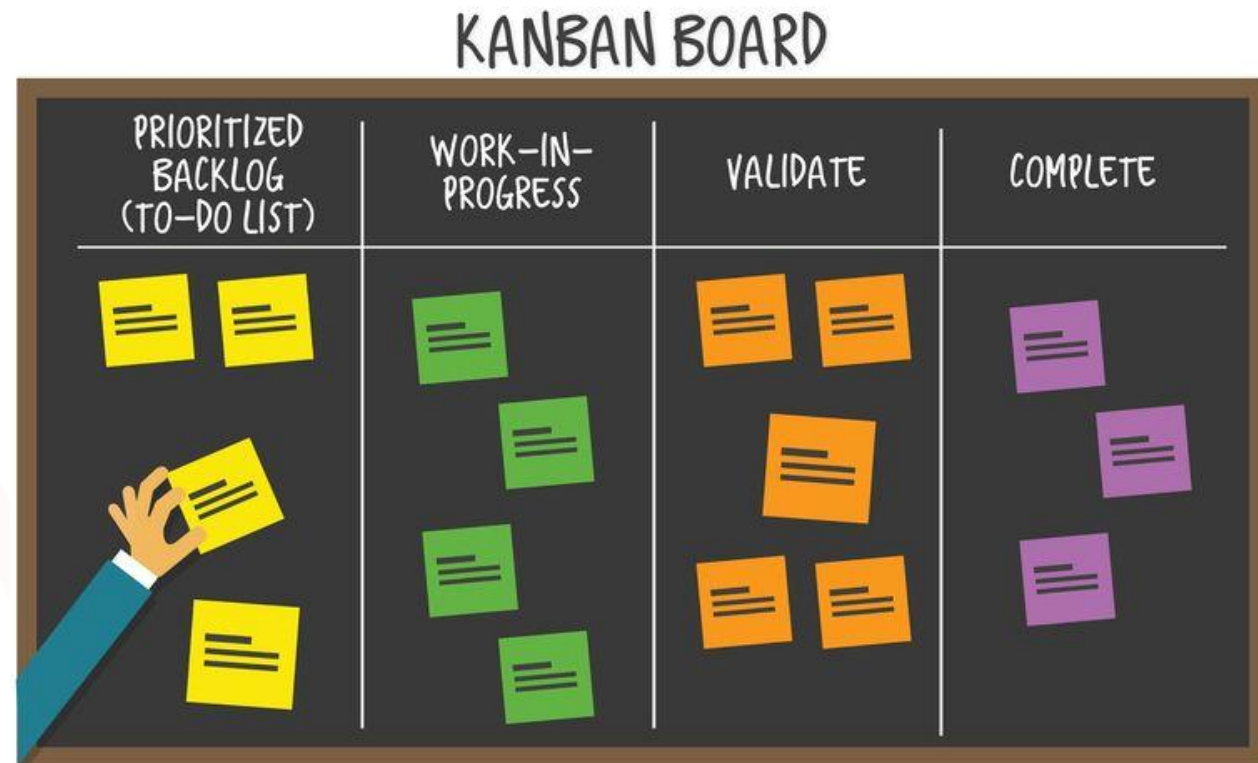 KANBAN BOARD
PRIORITIZED
BACKLOG
(TO-DO LIST)
WORK-IN-
PROGRESS
VALIDATE
COMPLETE